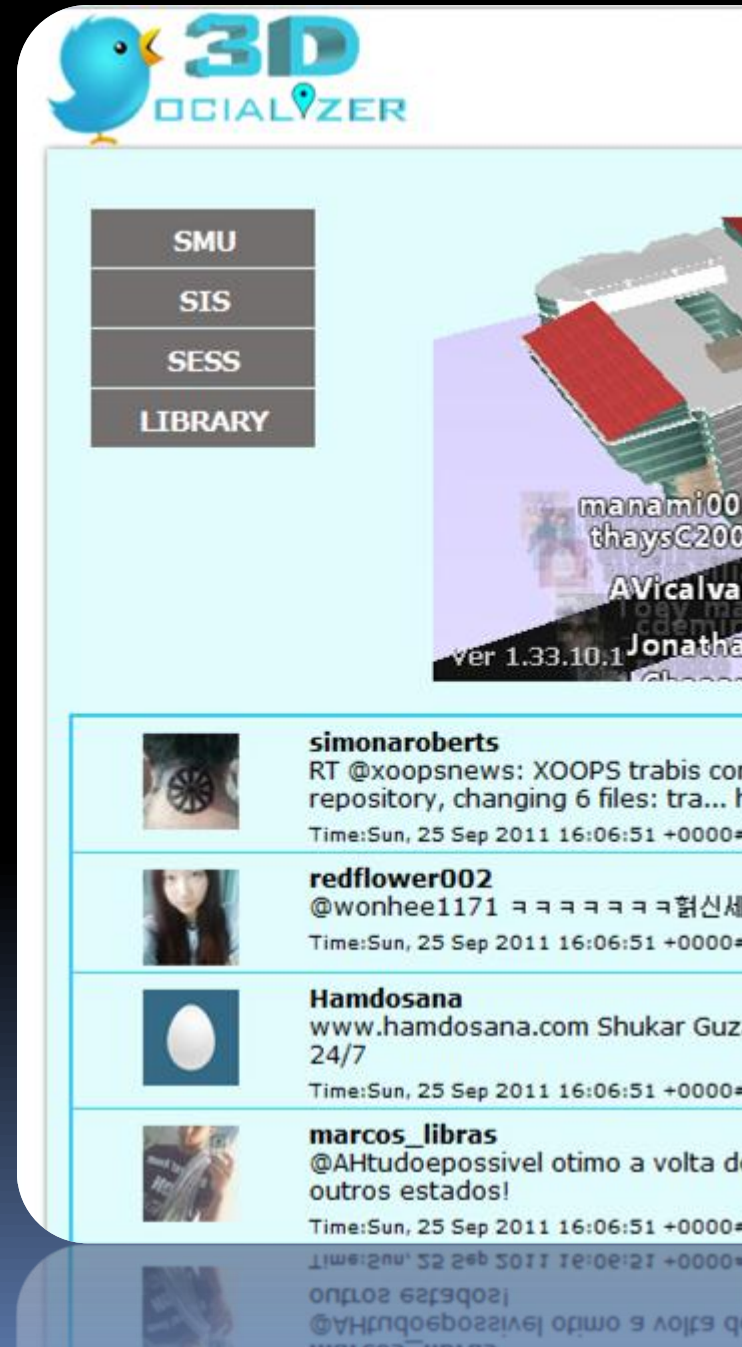 3D
OCIALIZER
SMU
SIS
SESS
LIBRARY
manami00
thaysC200
AVicalva
Jonatha
Ver 1.33.10.1
simonaroberts
RT @xoopsnews: XOOPS trabis co
repository, changing 6 files: tra... h
Time:Sun, 25 Sep 2011 16:06:51 +0000
redflower002
@wonhee1171 ㅋㅋㅋㅋㅋㅋㅋ헑신세
Time:Sun, 25 Sep 2011 16:06:51 +0000
Hamdosana
www.hamdosana.com Shukar Guz
24/7
Time:Sun, 25 Sep 2011 16:06:51 +0000
marcos_libras
@AHtudoepossivel otimo a volta d
outros estados!
Time:Sun, 25 Sep 2011 16:06:51 +0000